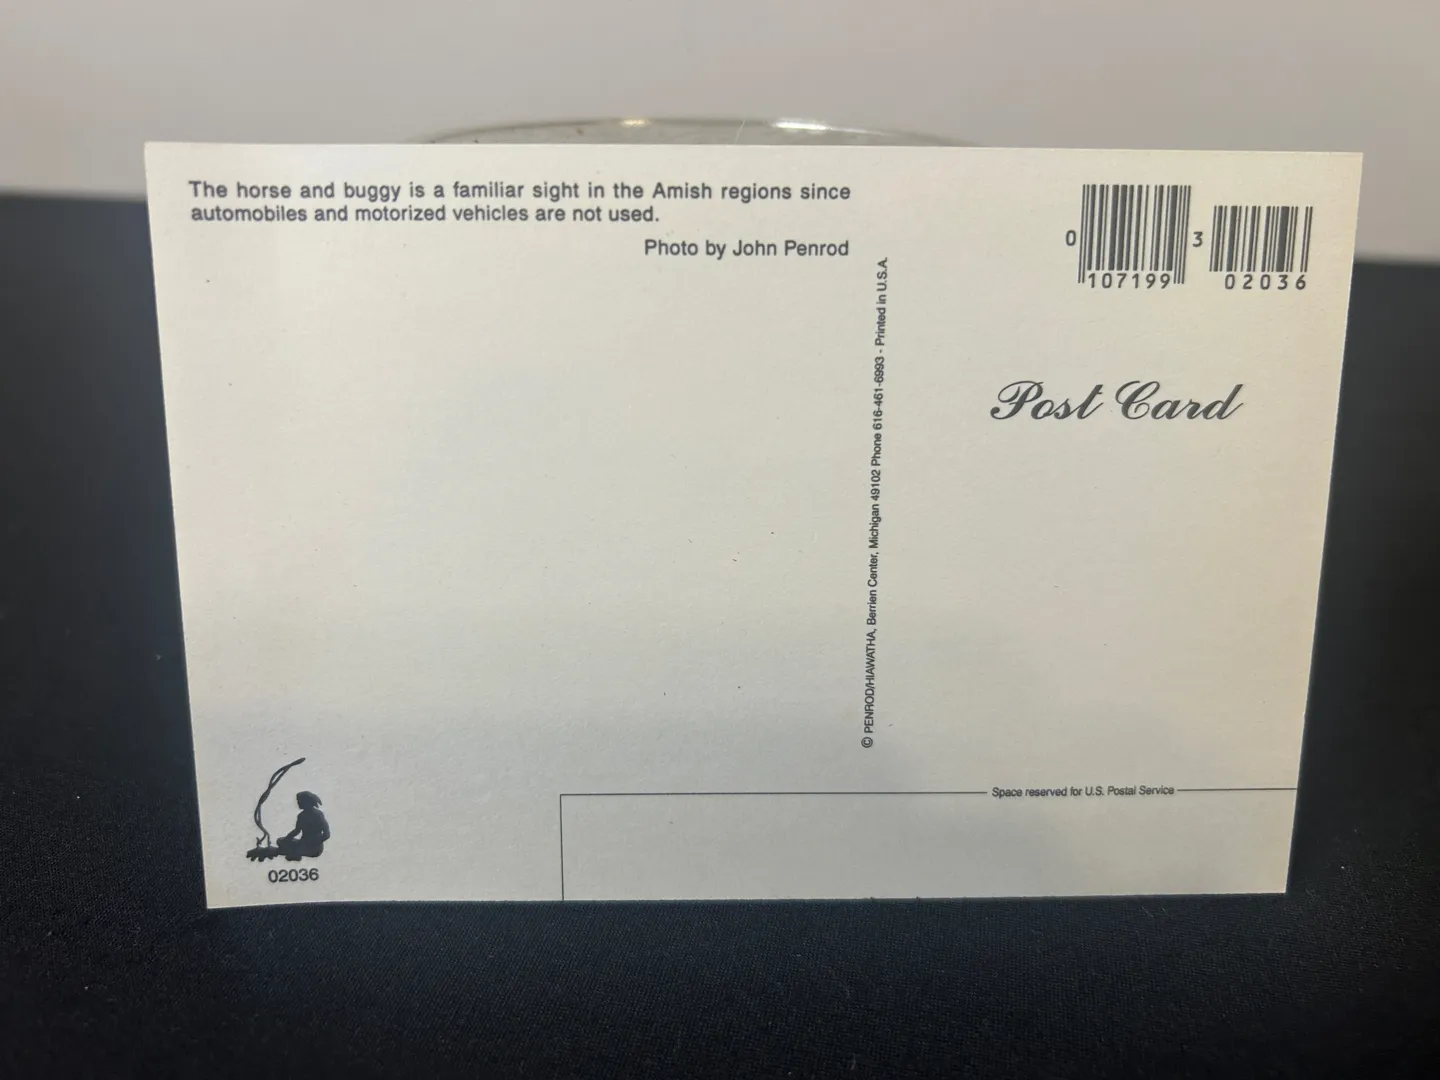 The horse and buggy is a familiar sight in the Amish regions since
automobiles and motorized vehicles are not used.
Photo by John Penrod
© PENROD/HIAWATHA, Berrien Center, Michigan 49102 Phone 616-461-6993 - Printed in U.S.A.
0 107199 3 02036
Post Card
Space reserved for U.S. Postal Service
02036